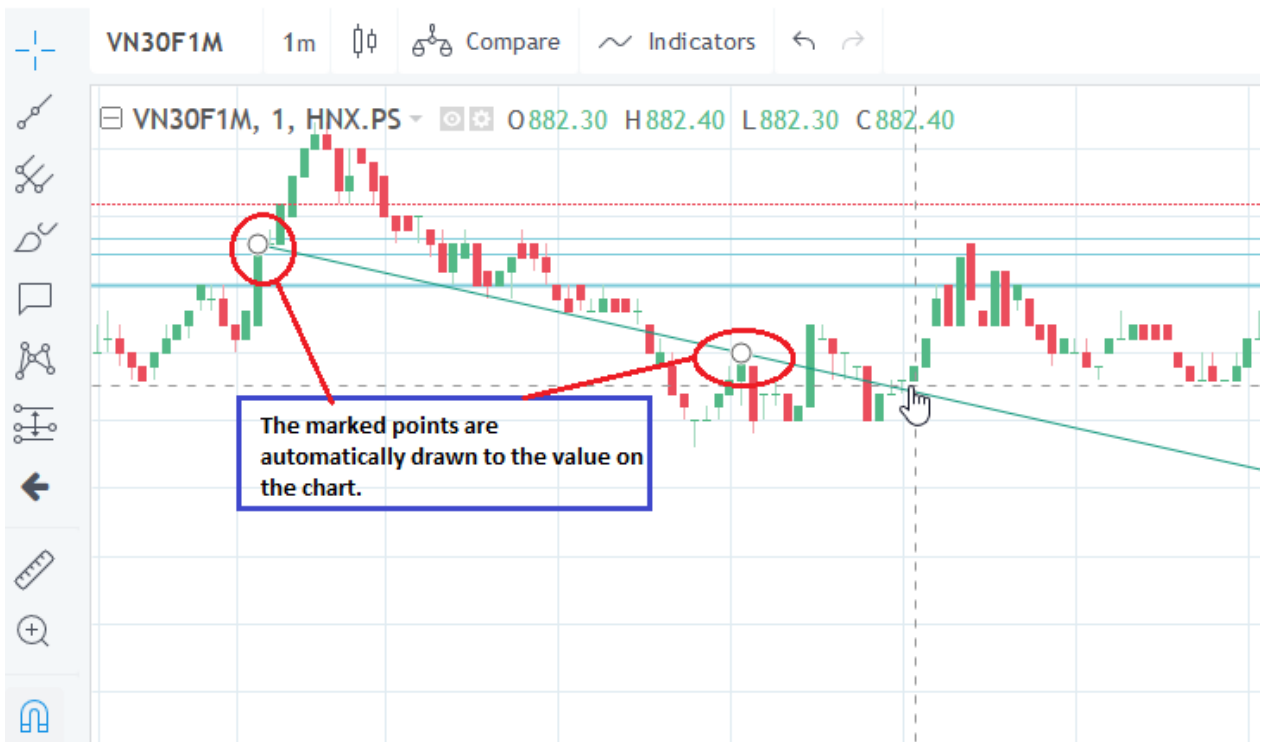 VN30F1M 1m Compare Indicators
VN30F1M, 1, HNX.PS O882.30 H882.40 L882.30 C882.40
The marked points are
automatically drawn to the value on
the chart.